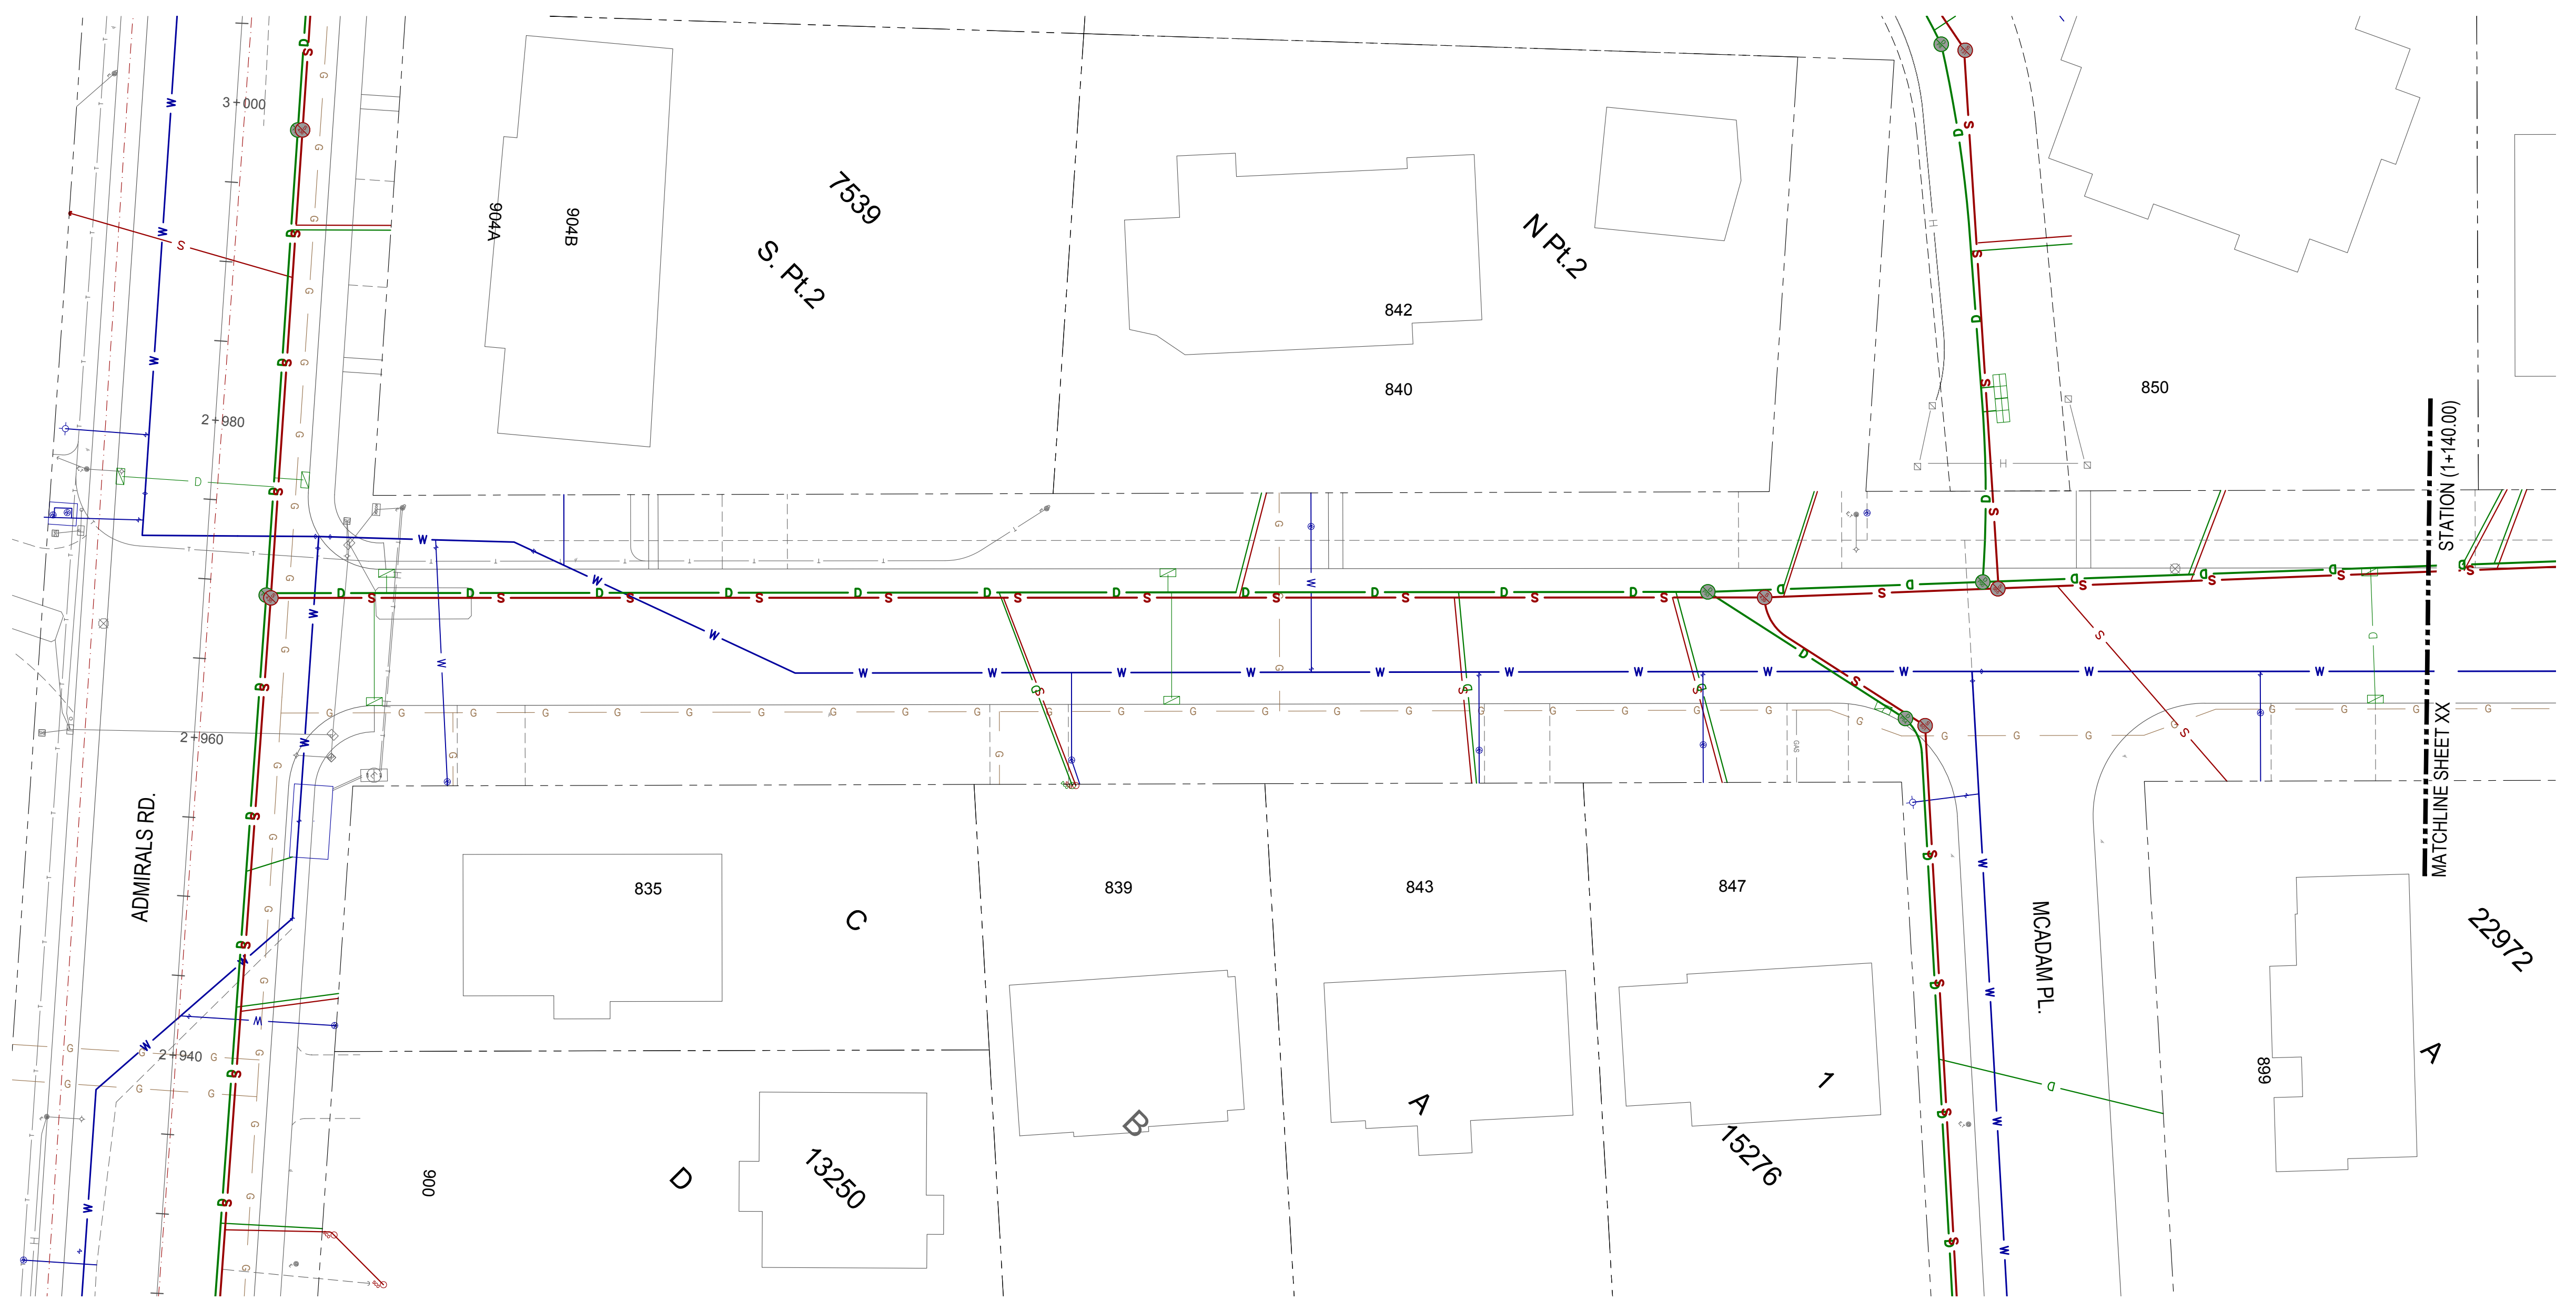 3+000
2+980
2+960
2+940
ADMIRALS RD.
904A
904B
7539
S. Pt.2
N Pt.2
842
840
850
STATION (1+140.00)
MATCHLINE SHEET XX
835
C
839
843
847
GAS
MCADAM PL.
22972
A
899
B
A
1
15276
D
13250
900
W
S
D
G
H
T